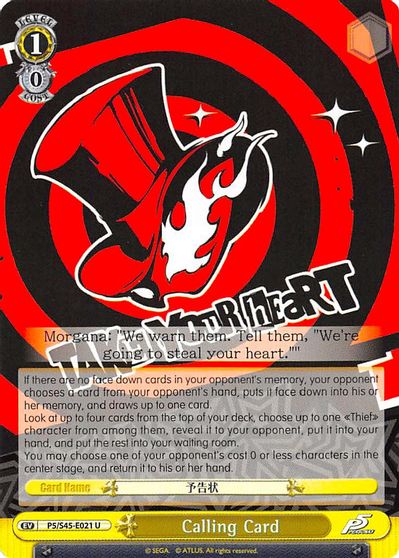 LEVEL
1
0
COST
TAKE YOUR HEART
Morgana: "We warn them. Tell them, "We're
going to steal your heart.""
If there are no face down cards in your opponent's memory, your opponent
chooses a card from your opponent's hand, puts it face down into his or
her memory, and draws up to one card.
Look at up to four cards from the top of your deck, choose up to one «Thief»
character from among them, reveal it to your opponent, put it into your
hand, and put the rest into your waiting room.
You may choose one of your opponent's cost 0 or less characters in the
center stage, and return it to his or her hand.
Card Name
予告状
EV P5/S45-E021 U
Calling Card
P5
PERSONA5
© SEGA. © ATLUS. All rights reserved.